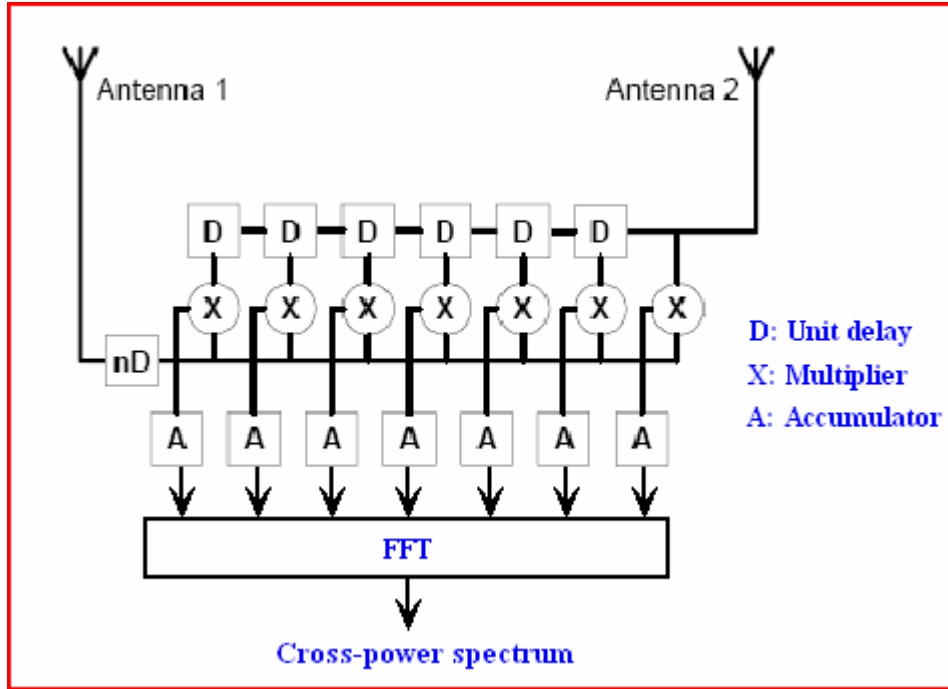 Antenna 1
Antenna 2
D D D D D D
X X X X X X X
nD
D: Unit delay
X: Multiplier
A: Accumulator
A A A A A A A
FFT
Cross-power spectrum